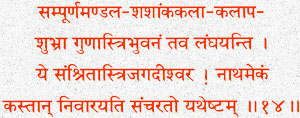 सम्पूर्णमण्डल-शशांककला-कलाप-
शुभ्रा गुणास्त्रिभुवनं तव लंघयन्ति ।
ये संश्रितास्त्रिजगदीश्वर ! नाथमेकं
कस्तान् निवारयति संचरतो यथेष्टम् ॥१४॥